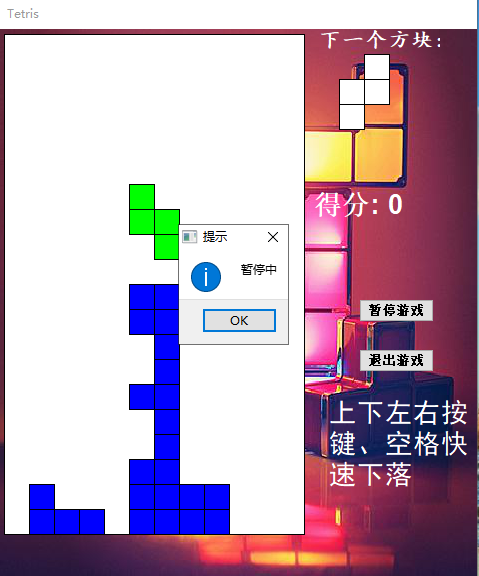 Tetris
下一个方块:
得分: 0
提示
暂停中
OK
暂停游戏
退出游戏
上下左右按
键、空格快
速下落